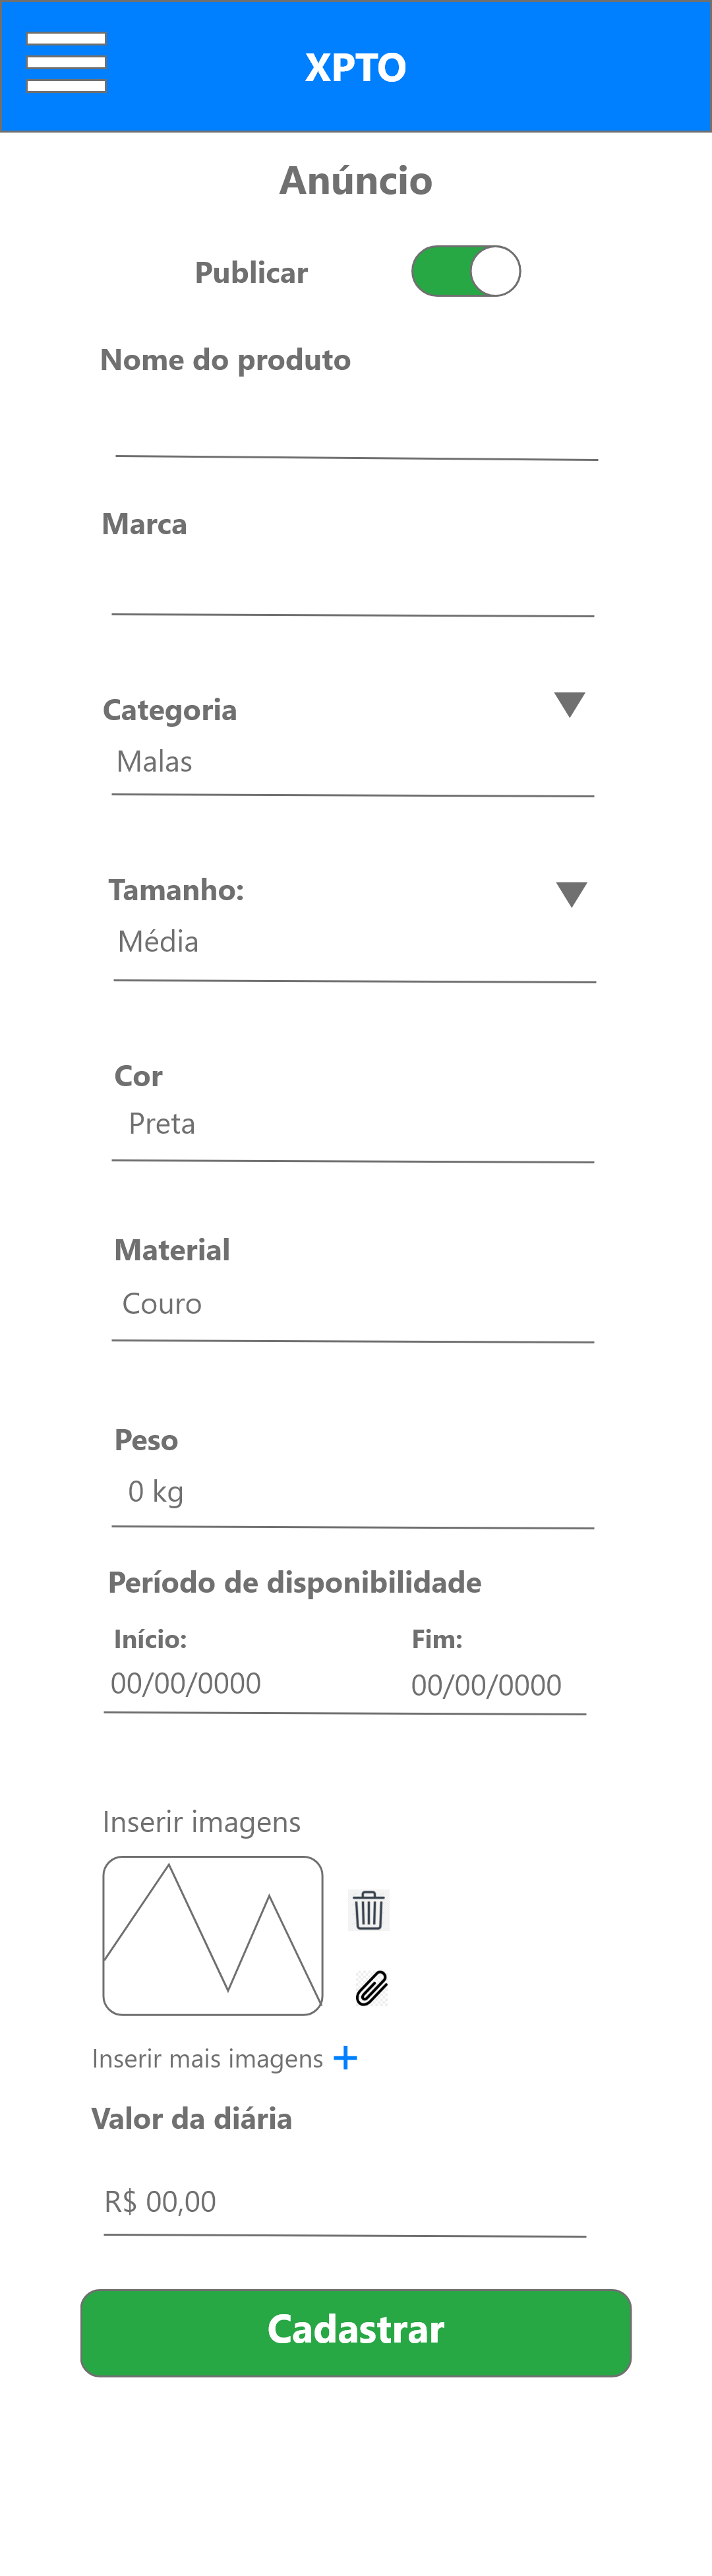 XPTO
Anúncio
Publicar
Nome do produto
Marca
Categoria
Malas
Tamanho:
Média
Cor
Preta
Material
Couro
Peso
0 kg
Período de disponibilidade
Início: Fim:
00/00/0000 00/00/0000
Inserir imagens
Inserir mais imagens +
Valor da diária
R$ 00,00
Cadastrar